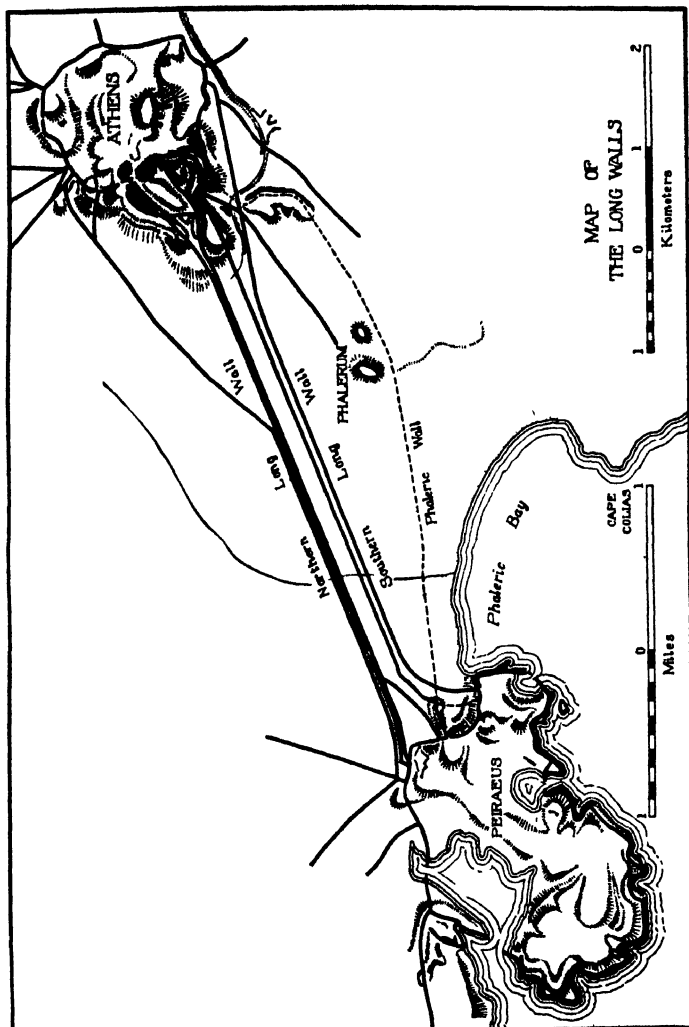 ATHENS
Northern Long Wall
Southern Long Wall
PHALERUM
Phaleric Wall
Phaleric Bay
CAPE
COLIAS
PEIRAEUS
MAP OF
THE LONG WALLS
1 0 1 2
Kilometers
1 0 1
Miles